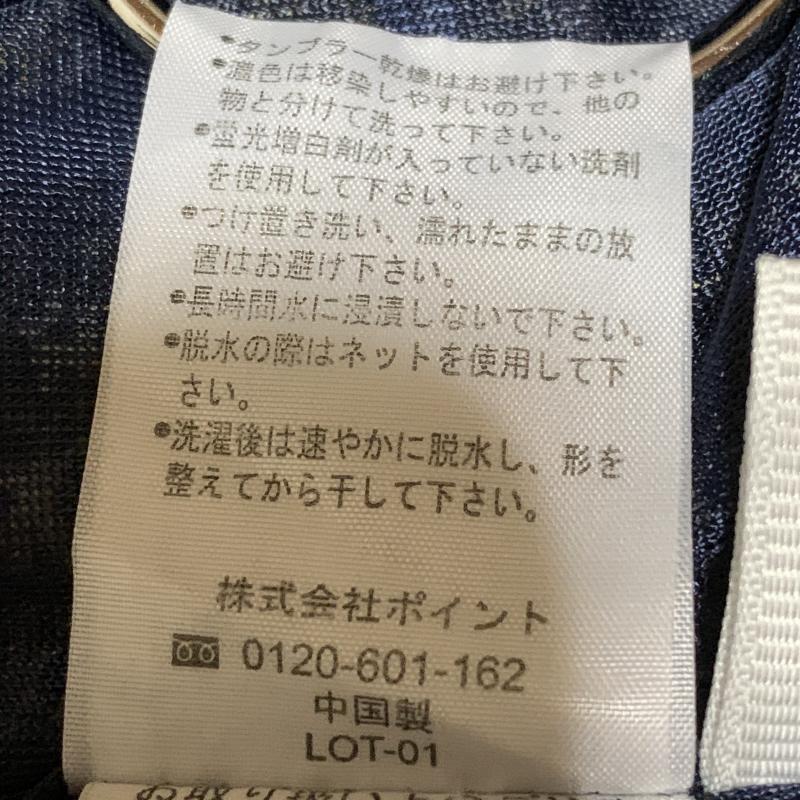 ●タンブラー乾燥はお避け下さい。
●濃色は移染しやすいので、他の
物と分けて洗って下さい。
●蛍光増白剤が入っていない洗剤
を使用して下さい。
●つけ置き洗い、濡れたままの放
置はお避け下さい。
●長時間水に浸漬しないで下さい。
●脱水の際はネットを使用して下
さい。
●洗濯後は速やかに脱水し、形を
整えてから干して下さい。
株式会社ポイント
0120-601-162
中国製
LOT-01